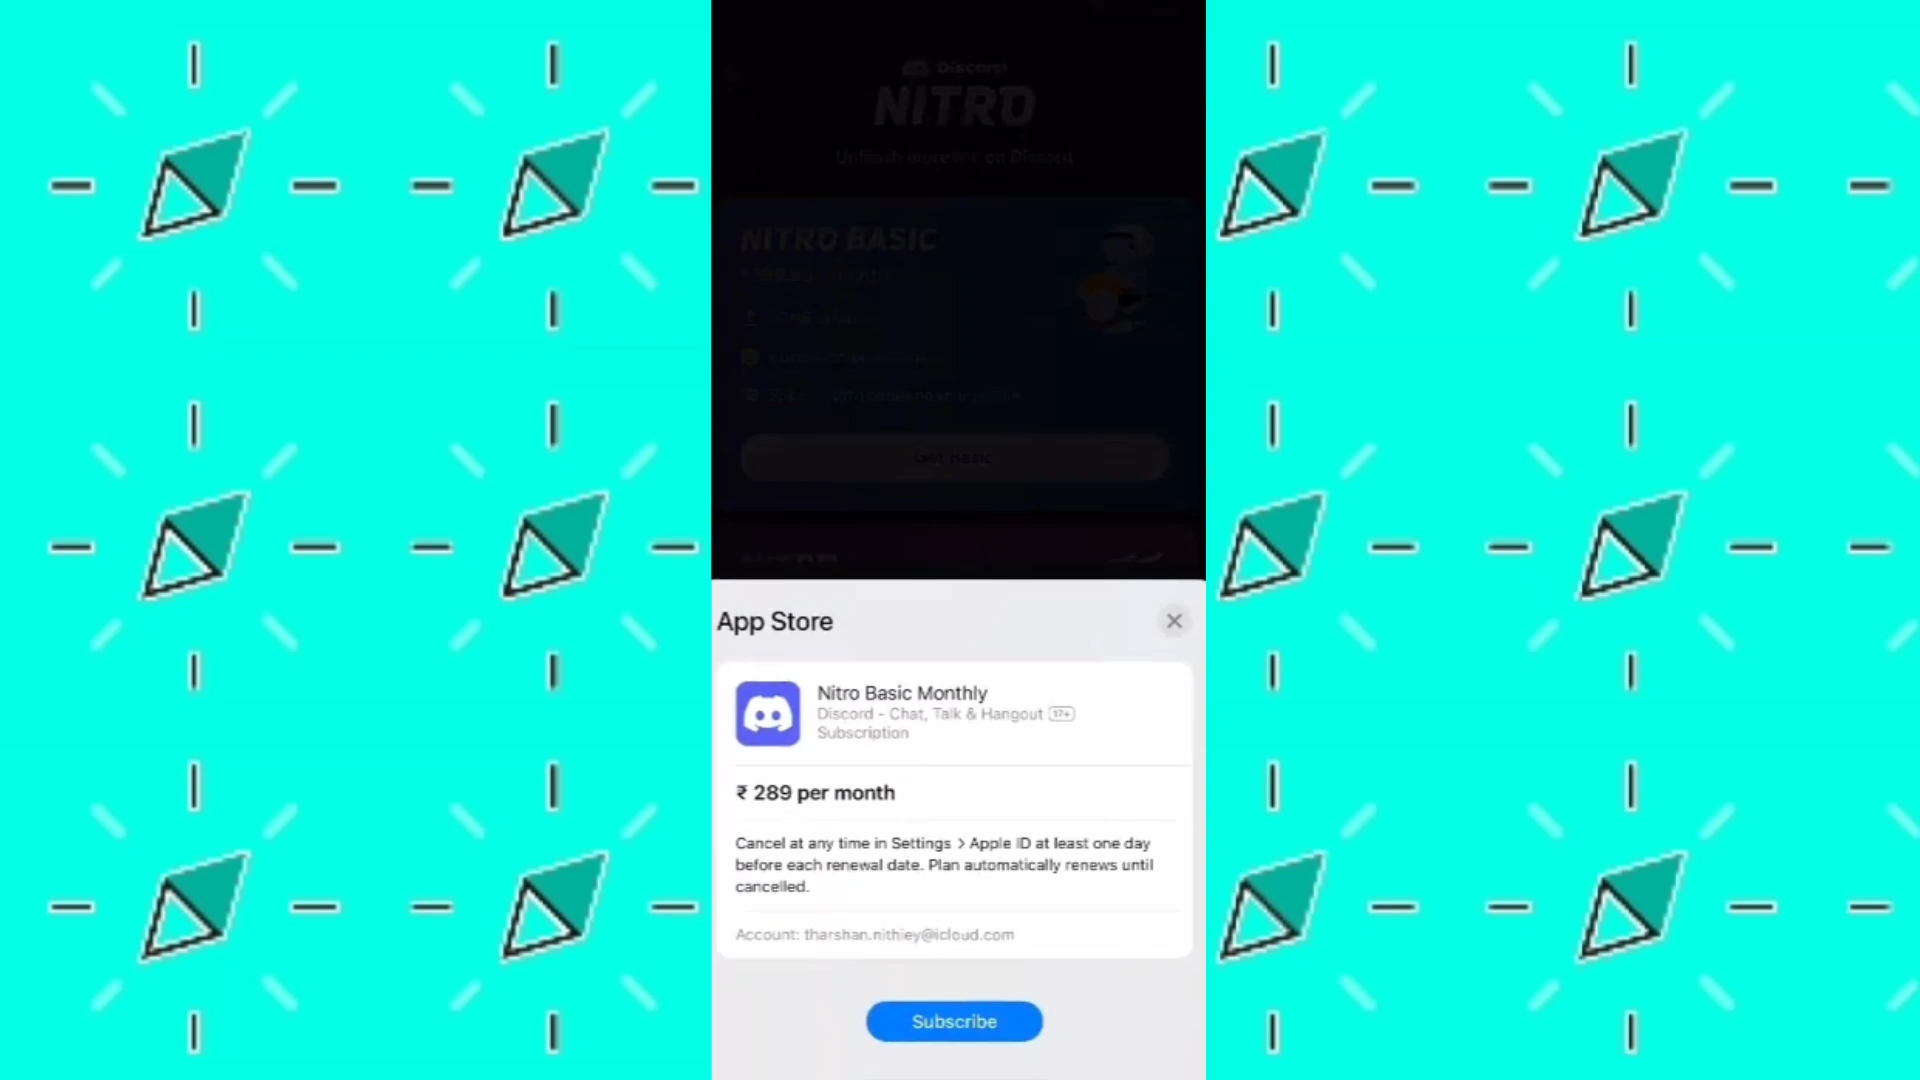 Discord
NITRO
NITRO BASIC
Get Basic
App Store
Nitro Basic Monthly
Discord - Chat, Talk & Hangout 17+
Subscription
₹ 289 per month
Cancel at any time in Settings > Apple ID at least one day
before each renewal date. Plan automatically renews until
cancelled.
Account: tharshan.nithiey@icloud.com
Subscribe